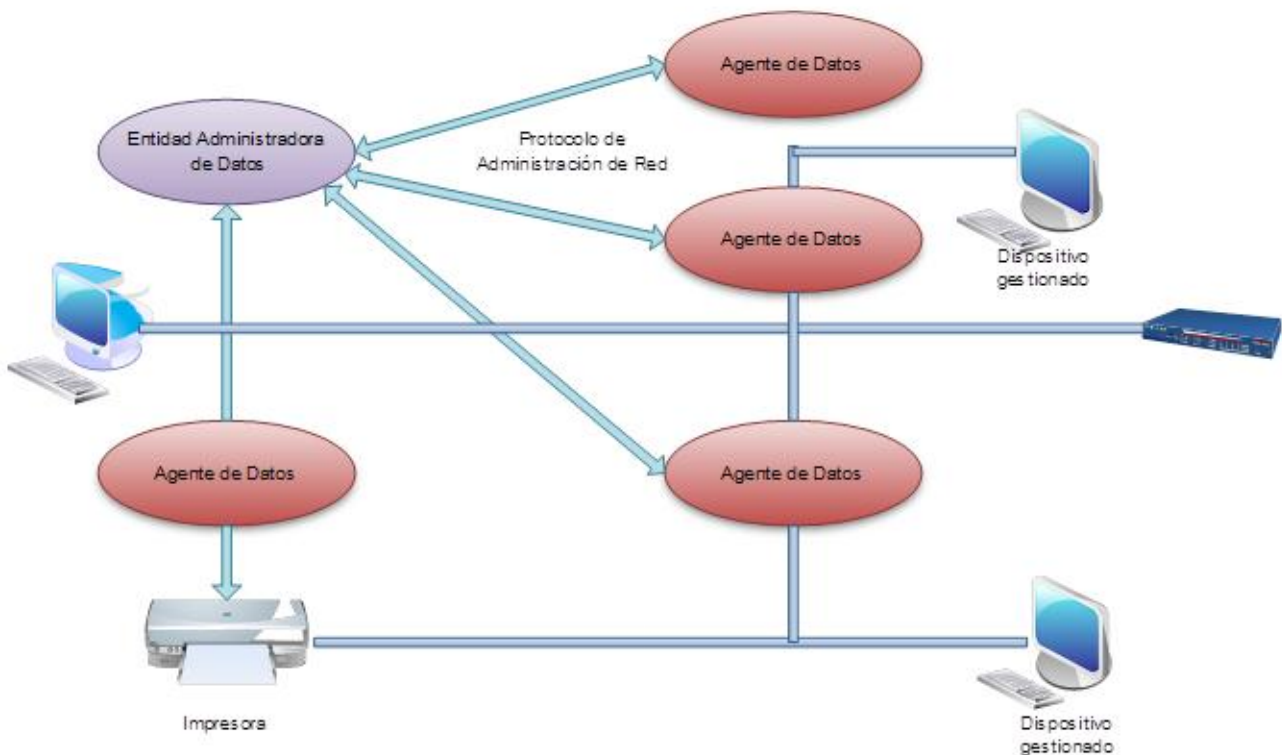 Agente de Datos
Entidad Administradora
de Datos
Protocolo de
Administración de Red
Agente de Datos
Dispositivo
gestionado
Agente de Datos
Agente de Datos
Impresora
Dispositivo
gestionado